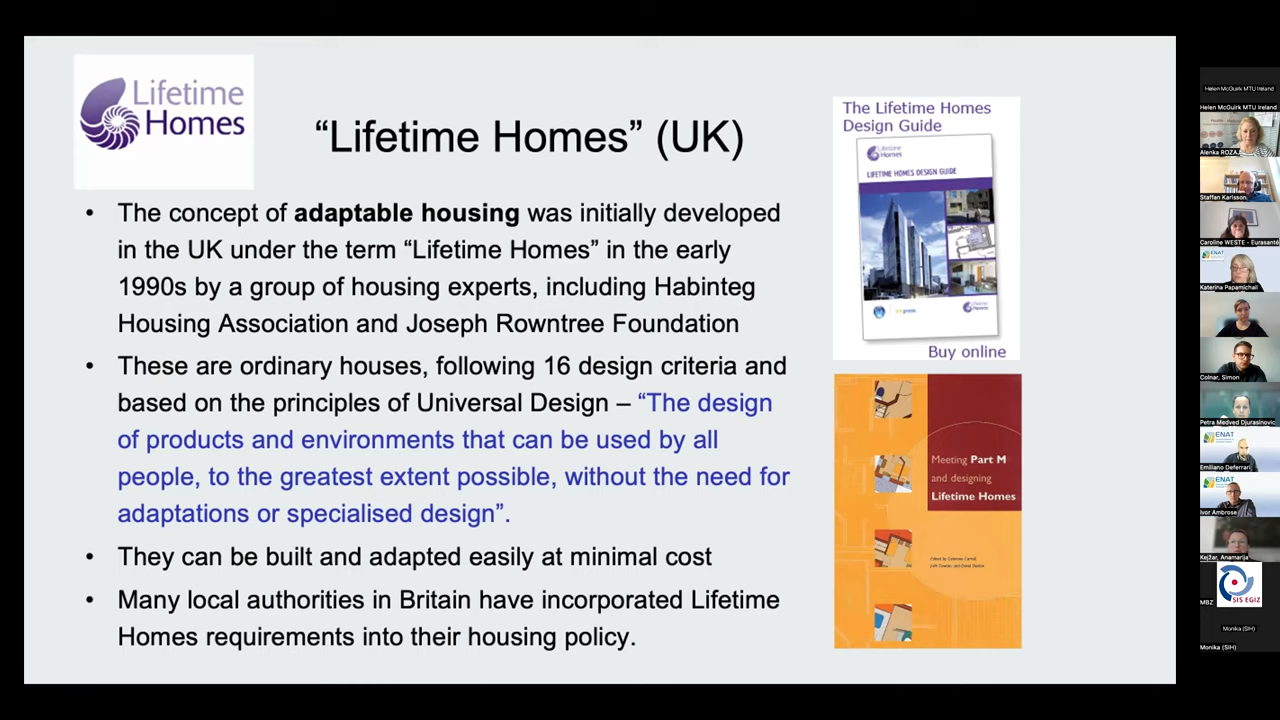 Lifetime
Homes
“Lifetime Homes” (UK)
• The concept of adaptable housing was initially developed
in the UK under the term “Lifetime Homes” in the early
1990s by a group of housing experts, including Habinteg
Housing Association and Joseph Rowntree Foundation
• These are ordinary houses, following 16 design criteria and
based on the principles of Universal Design – “The design
of products and environments that can be used by all
people, to the greatest extent possible, without the need for
adaptations or specialised design”.
• They can be built and adapted easily at minimal cost
• Many local authorities in Britain have incorporated Lifetime
Homes requirements into their housing policy.
The Lifetime Homes
Design Guide
Lifetime
Homes
LIFETIME HOMES DESIGN GUIDE
Buy online
Meeting Part M
and designing
Lifetime Homes
Helen McGuirk MTU Ireland
Helen McGuirk MTU Ireland
Alenka ROZA
Staffan Karlsson
Caroline WESTE - Eurasanté
ENAT
Katerina Papamichail
Colnar, Simon
Petra Medved Djurasinovic
ENAT
Emiliano Deferrari
ENAT
Ivor Ambrose
Kejžar, Anamarija
SIS EGIZ
MBZ
Monika (SIH)
Monika (SIH)